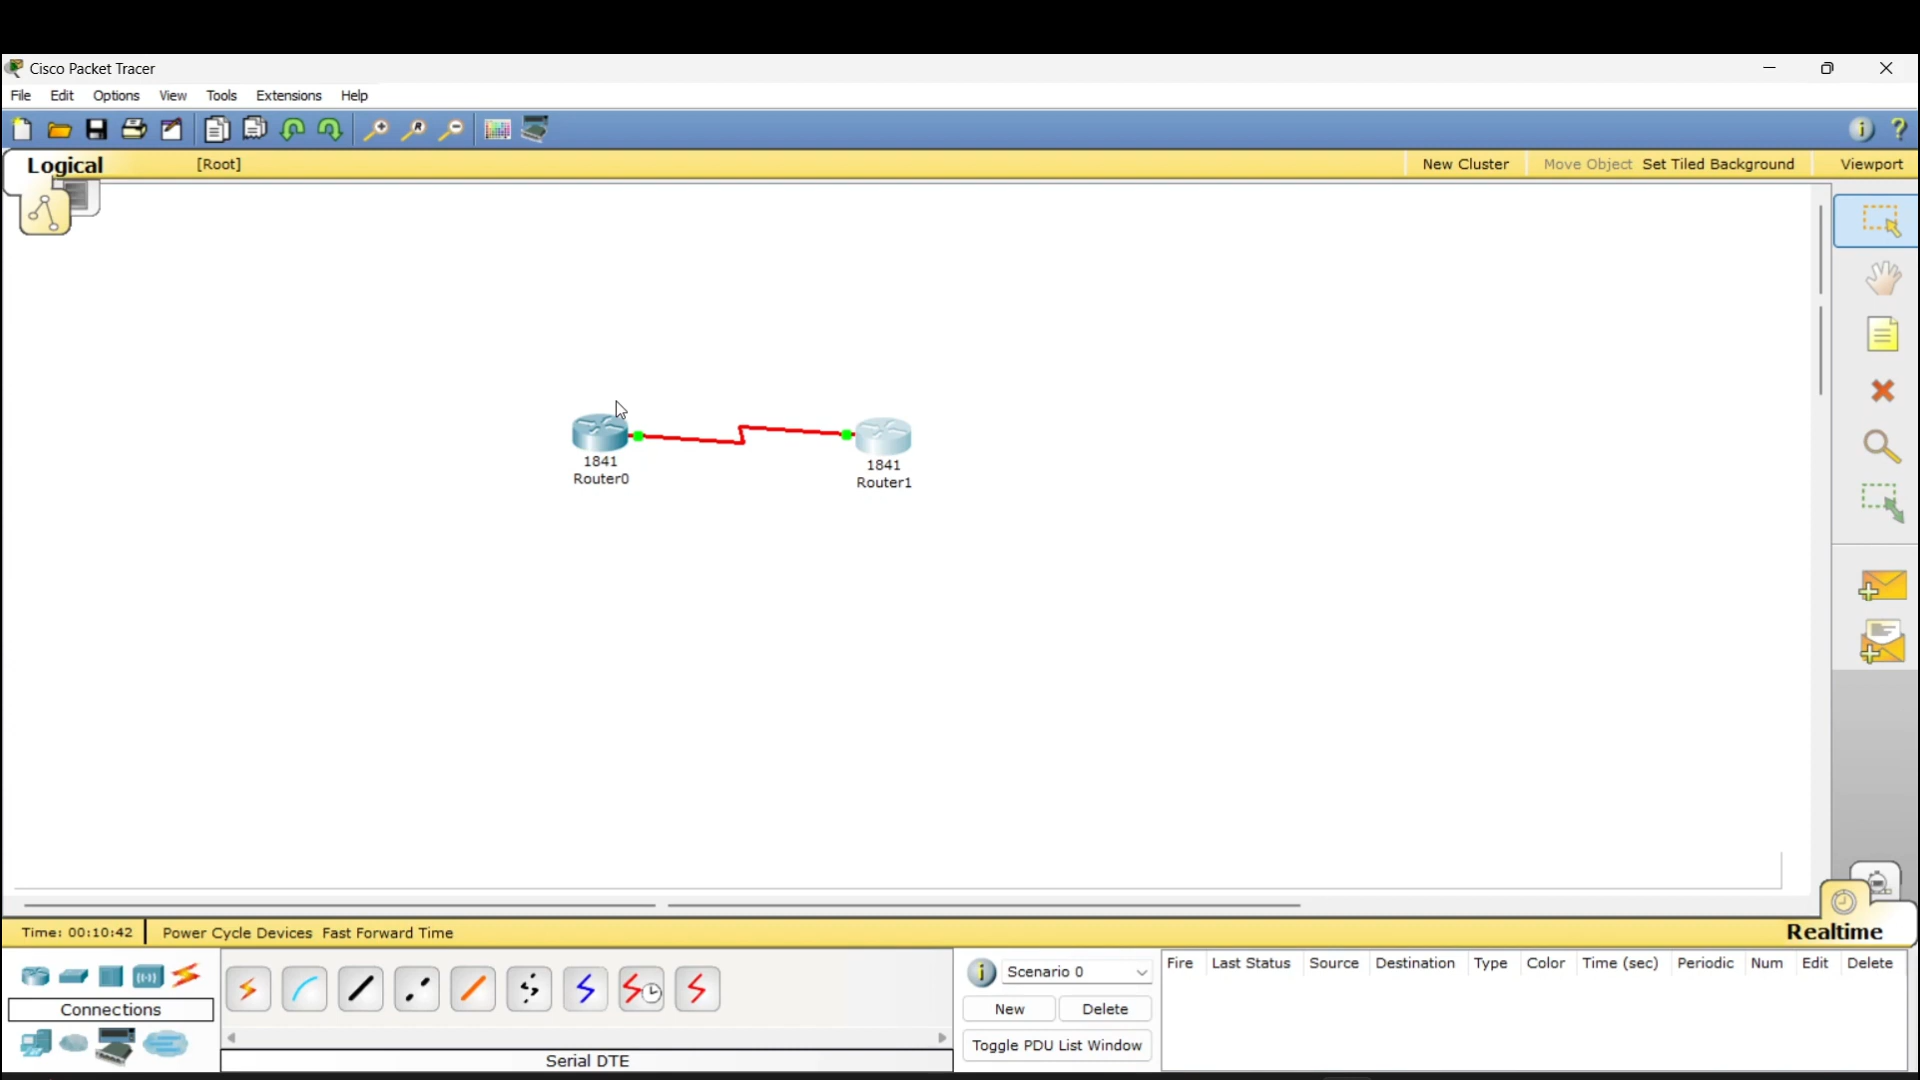 Cisco Packet Tracer
File Edit Options View Tools Extensions Help
Logical [Root] New Cluster Move Object Set Tiled Background Viewport
1841
Router0
1841
Router1
Time: 00:10:42 Power Cycle Devices Fast Forward Time Realtime
Fire Last Status Source Destination Type Color Time (sec) Periodic Num Edit Delete
Scenario 0
New Delete
Connections
Toggle PDU List Window
Serial DTE